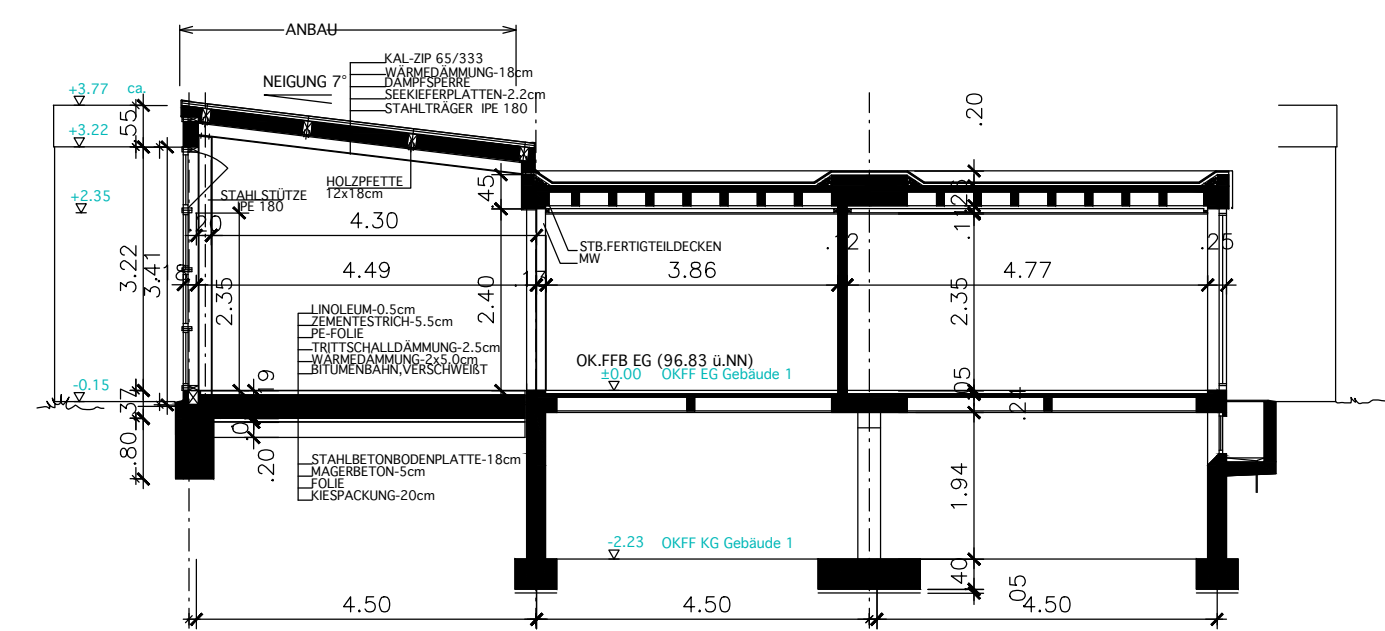 ANBAU
KAL-ZIP 65/333
WÄRMEDÄMMUNG-18cm
DAMPFSPERRE
SEEKIEFERPLATTEN-2.2cm
STAHLTRÄGER IPE 180
NEIGUNG 7°
+3.77 ca.
+3.22
.55
.20
+2.35
HOLZPFETTE
12x18cm
STAHLSTÜTZE
IPE 180
.45
.25
.11
.20
4.30
STB.FERTIGTEILDECKEN
MW
.12
.25
3.22
3.41
.18
4.49
.17
3.86
4.77
2.35
2.40
2.35
LINOLEUM-0.5cm
ZEMENTESTRICH-5.5cm
PE-FOLIE
TRITTSCHALLDÄMMUNG-2.5cm
WÄRMEDÄMMUNG-2x5.0cm
BITUMENBAHN,VERSCHWEIßT
OK.FFB EG (96.83 ü.NN)
±0.00 OKFF EG Gebäude 1
-0.15
.37
.19
.05
.24
.80
.20
STAHLBETONBODENPLATTE-18cm
MAGERBETON-5cm
FOLIE
KIESPACKUNG-20cm
1.94
-2.23 OKFF KG Gebäude 1
.40
.05
4.50
4.50
4.50